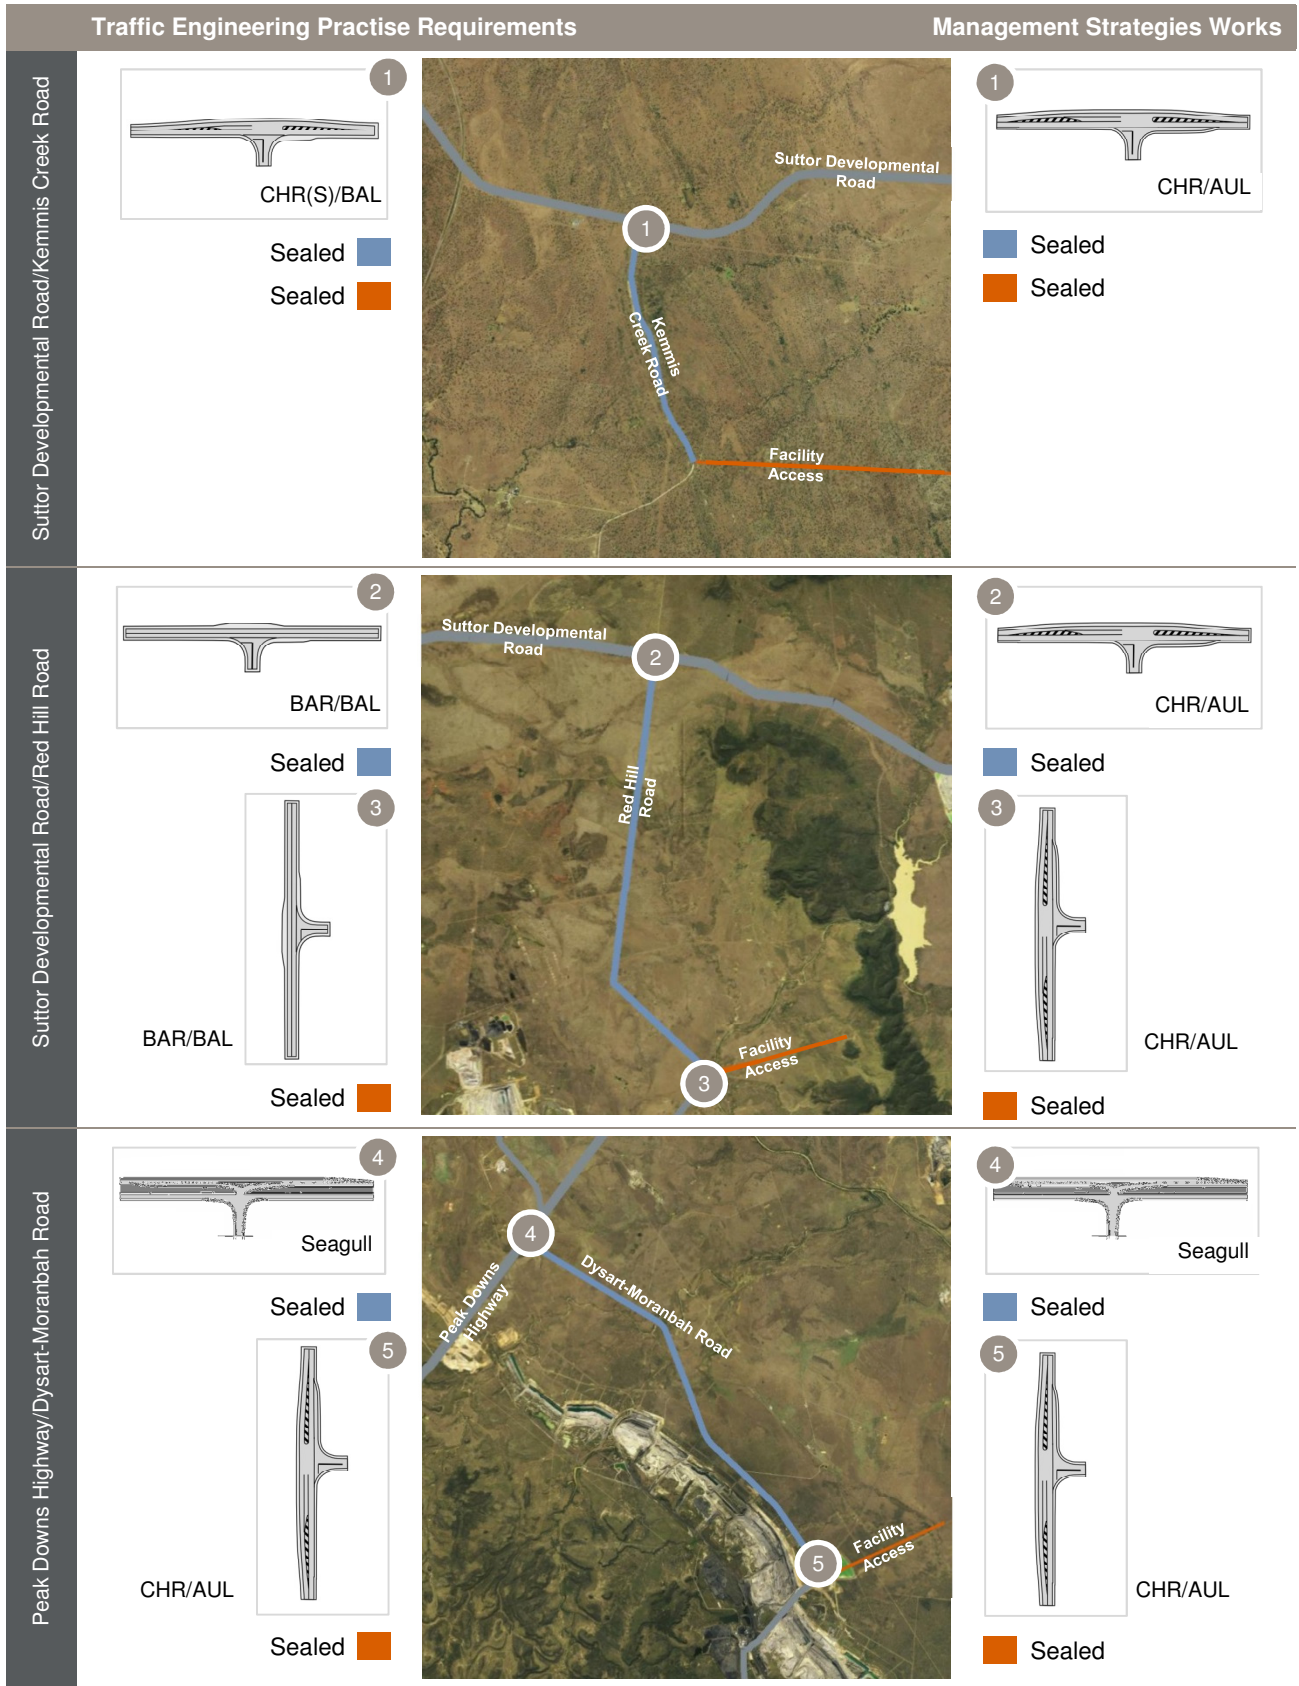 Traffic Engineering Practise Requirements
Management Strategies Works
Suttor Developmental Road/Kemmis Creek Road
1
CHR(S)/BAL
Sealed
Sealed
Suttor Developmental
Road
1
Kemmis
Creek Road
Facility
Access
1
CHR/AUL
Sealed
Sealed
Suttor Developmental Road/Red Hill Road
2
BAR/BAL
Sealed
3
BAR/BAL
Sealed
Suttor Developmental
Road
2
Red Hill
Road
Facility
Access
3
2
CHR/AUL
Sealed
3
CHR/AUL
Sealed
Peak Downs Highway/Dysart-Moranbah Road
4
Seagull
Sealed
5
CHR/AUL
Sealed
4
Peak Downs
Highway
Dysart-Moranbah Road
Facility
Access
5
4
Seagull
Sealed
5
CHR/AUL
Sealed